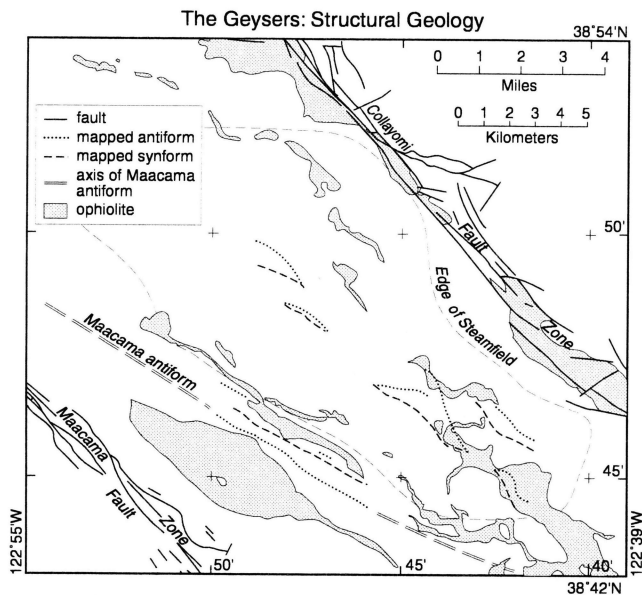 The Geysers: Structural Geology
38°54'N
0 1 2 3 4
Miles
0 1 2 3 4 5
Kilometers
fault
mapped antiform
mapped synform
axis of Maacama
antiform
ophiolite
Collayomi
Fault
Zone
50'
Edge of Steamfield
Maacama antiform
Maacama
Fault
Zone
45'
122°55'W
50'
45'
40'
122°39'W
38°42'N